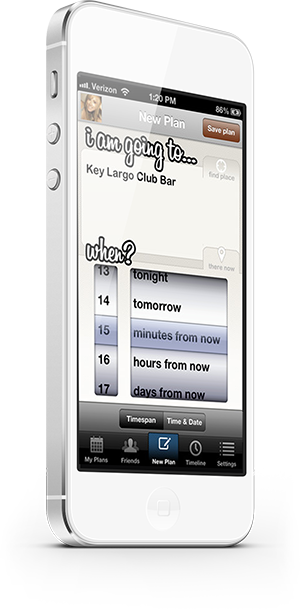 Verizon 1:20 PM 86%
New Plan Save plan
i am going to...
Key Largo Club Bar
find place
when?
there now
13 tonight
14 tomorrow
15 minutes from now
16 hours from now
17 days from now
Timespan Time & Date
My Plans Friends New Plan Timeline Settings